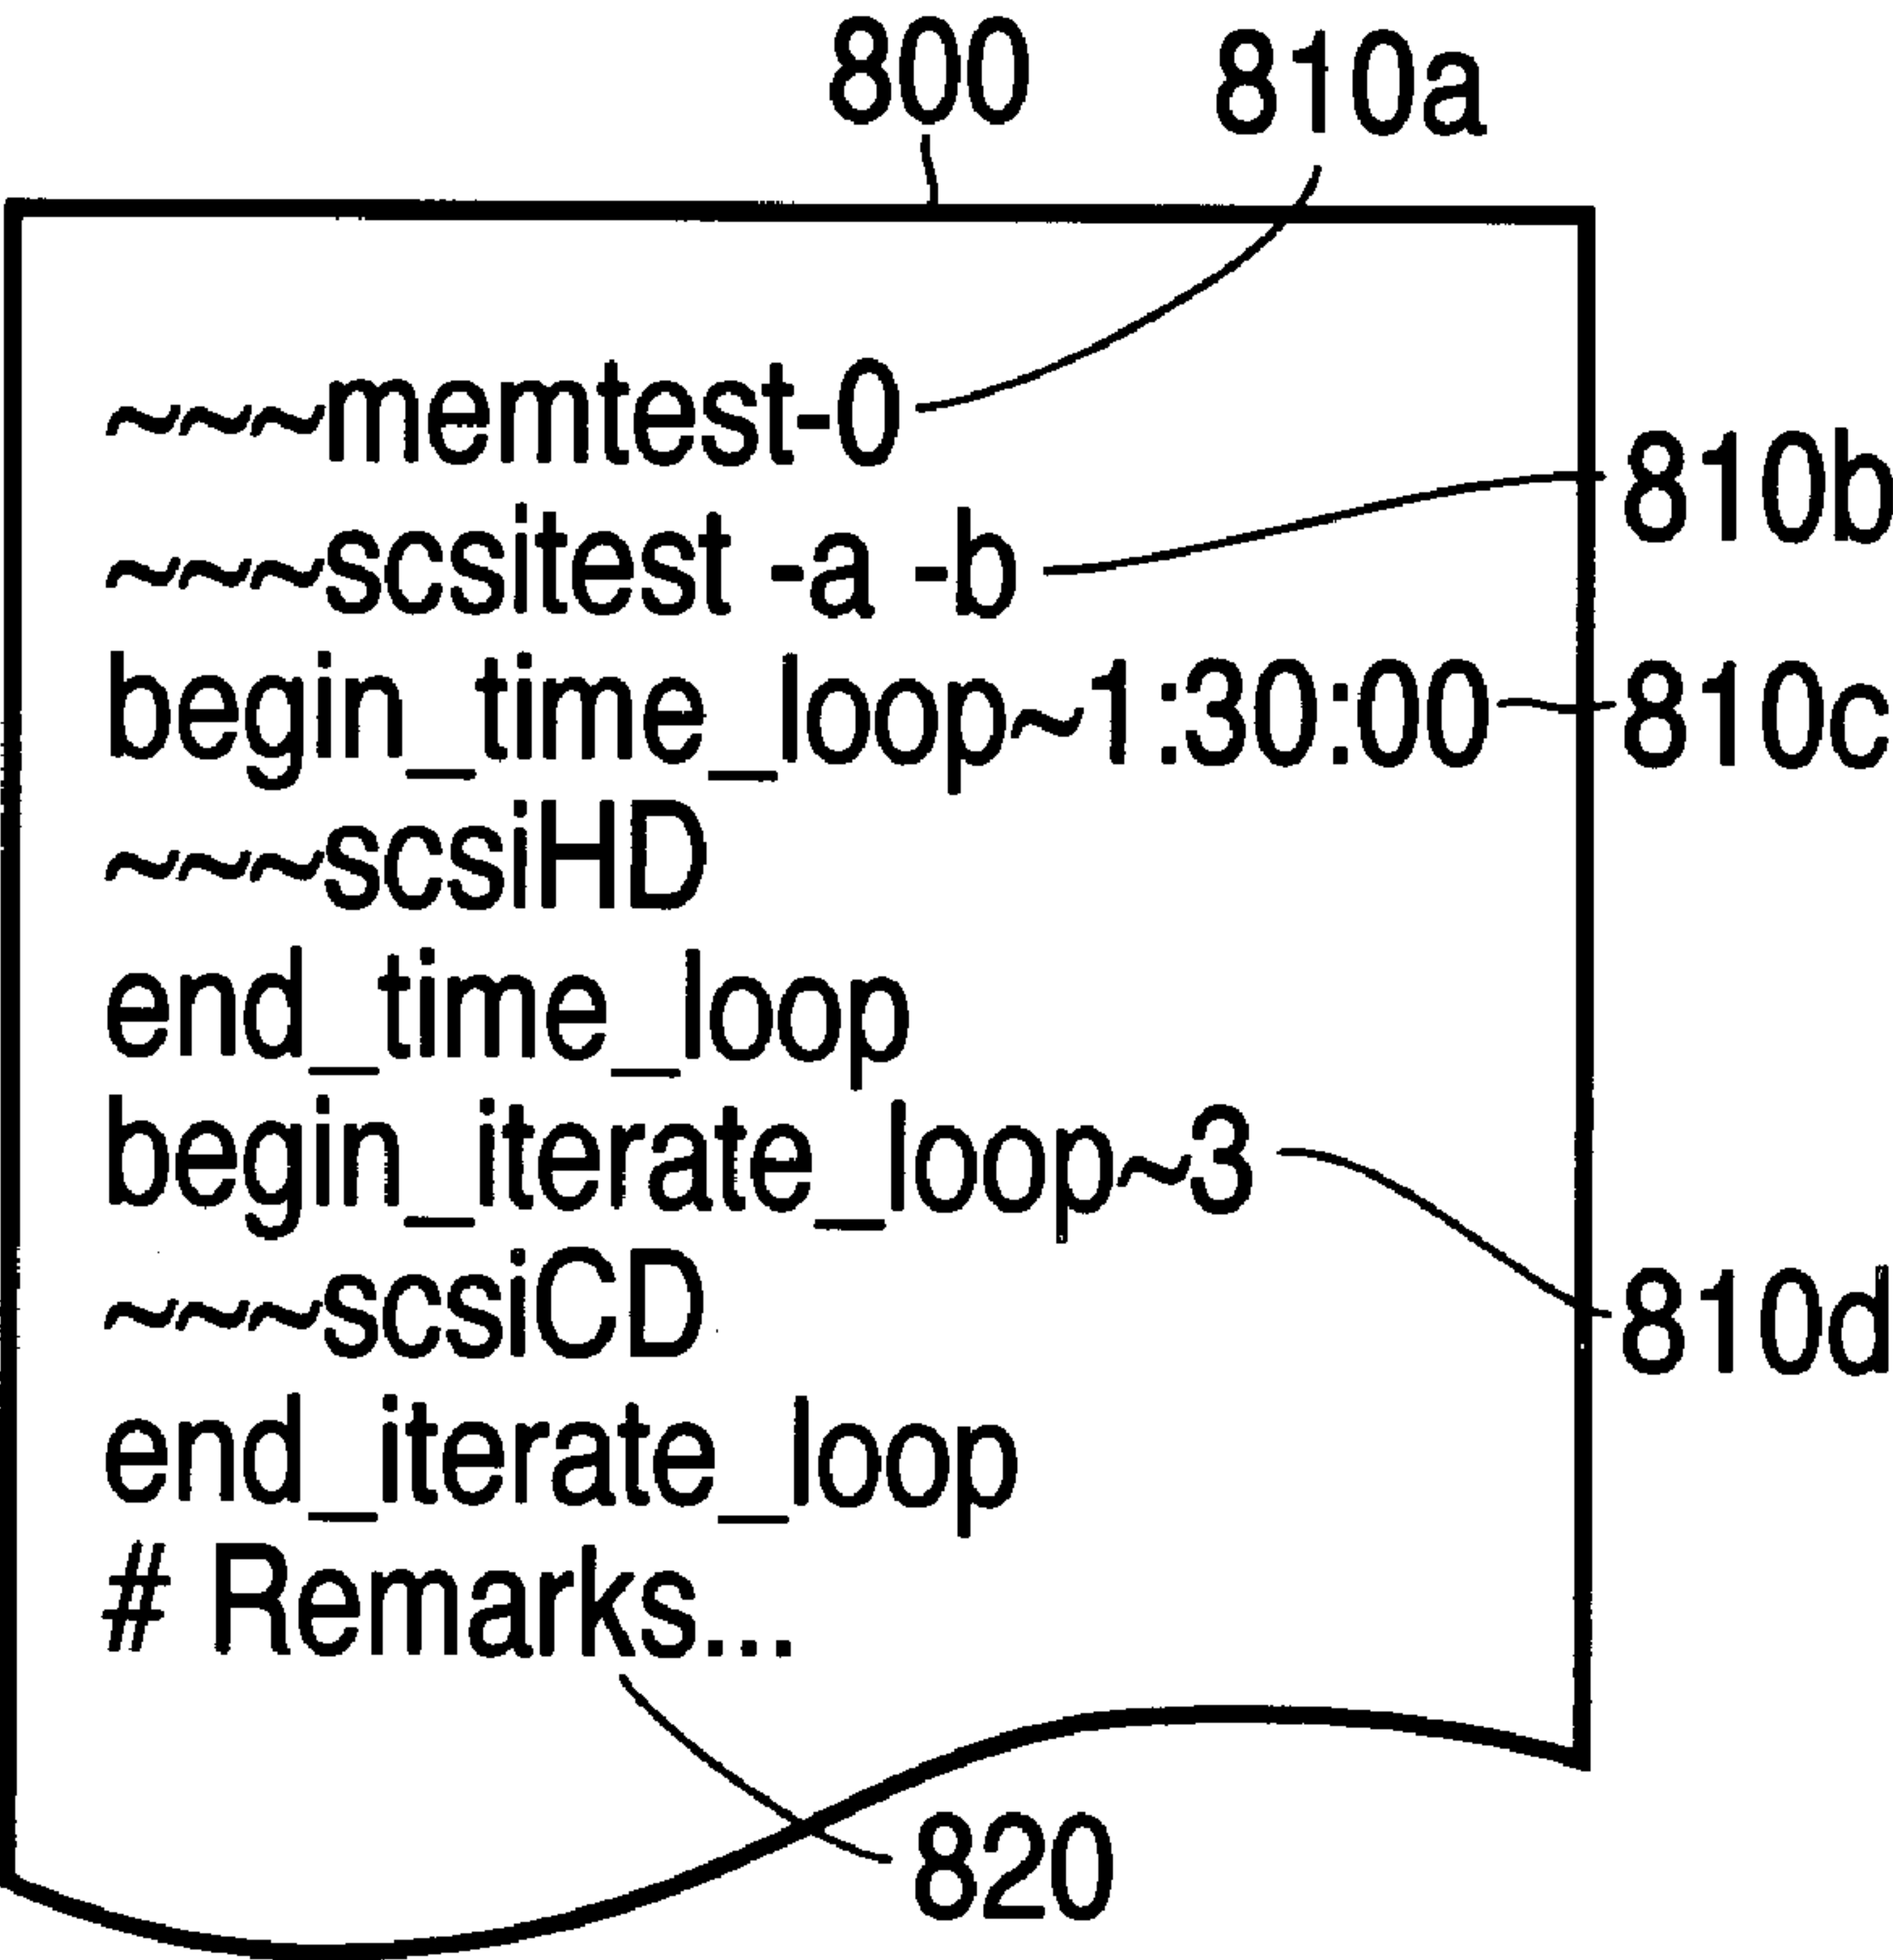 800 810a
~~~memtest-0
810b
~~~scsitest -a -b
begin_time_loop~1:30:00 810c
~~~scsiHD
end_time_loop
begin_iterate_loop~3
~~~scsiCD
810d
end_iterate_loop
# Remarks...
820